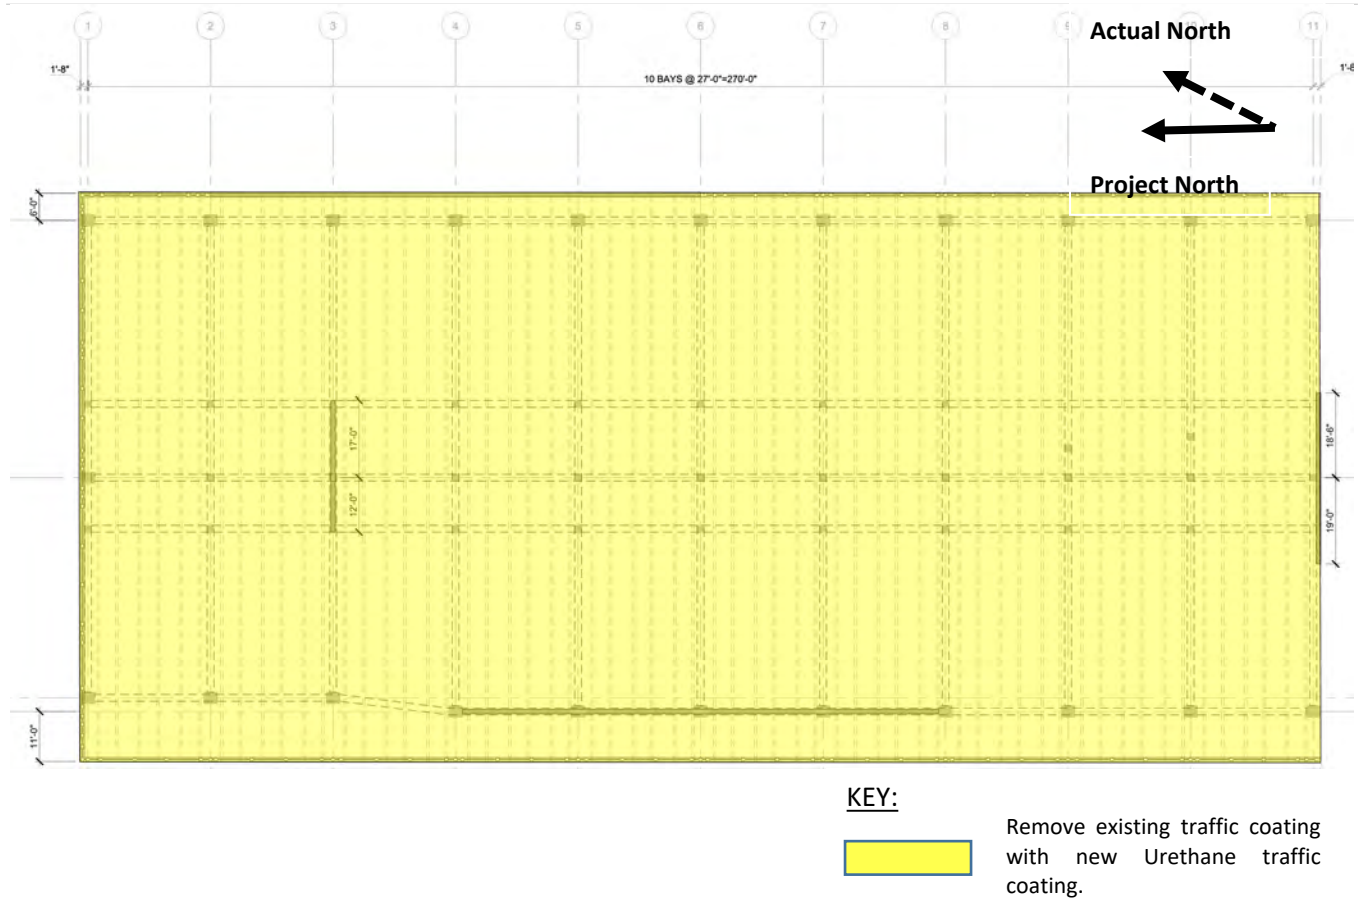 1 2 3 4 5 6 7 8 9 11
Actual North
1'-8"
10 BAYS @ 27'-0"=270'-0"
Project North
6'-0"
17'-0"
18'-6"
12'-0"
19'-0"
11'-0"
KEY:
Remove existing traffic coating
with new Urethane traffic
coating.